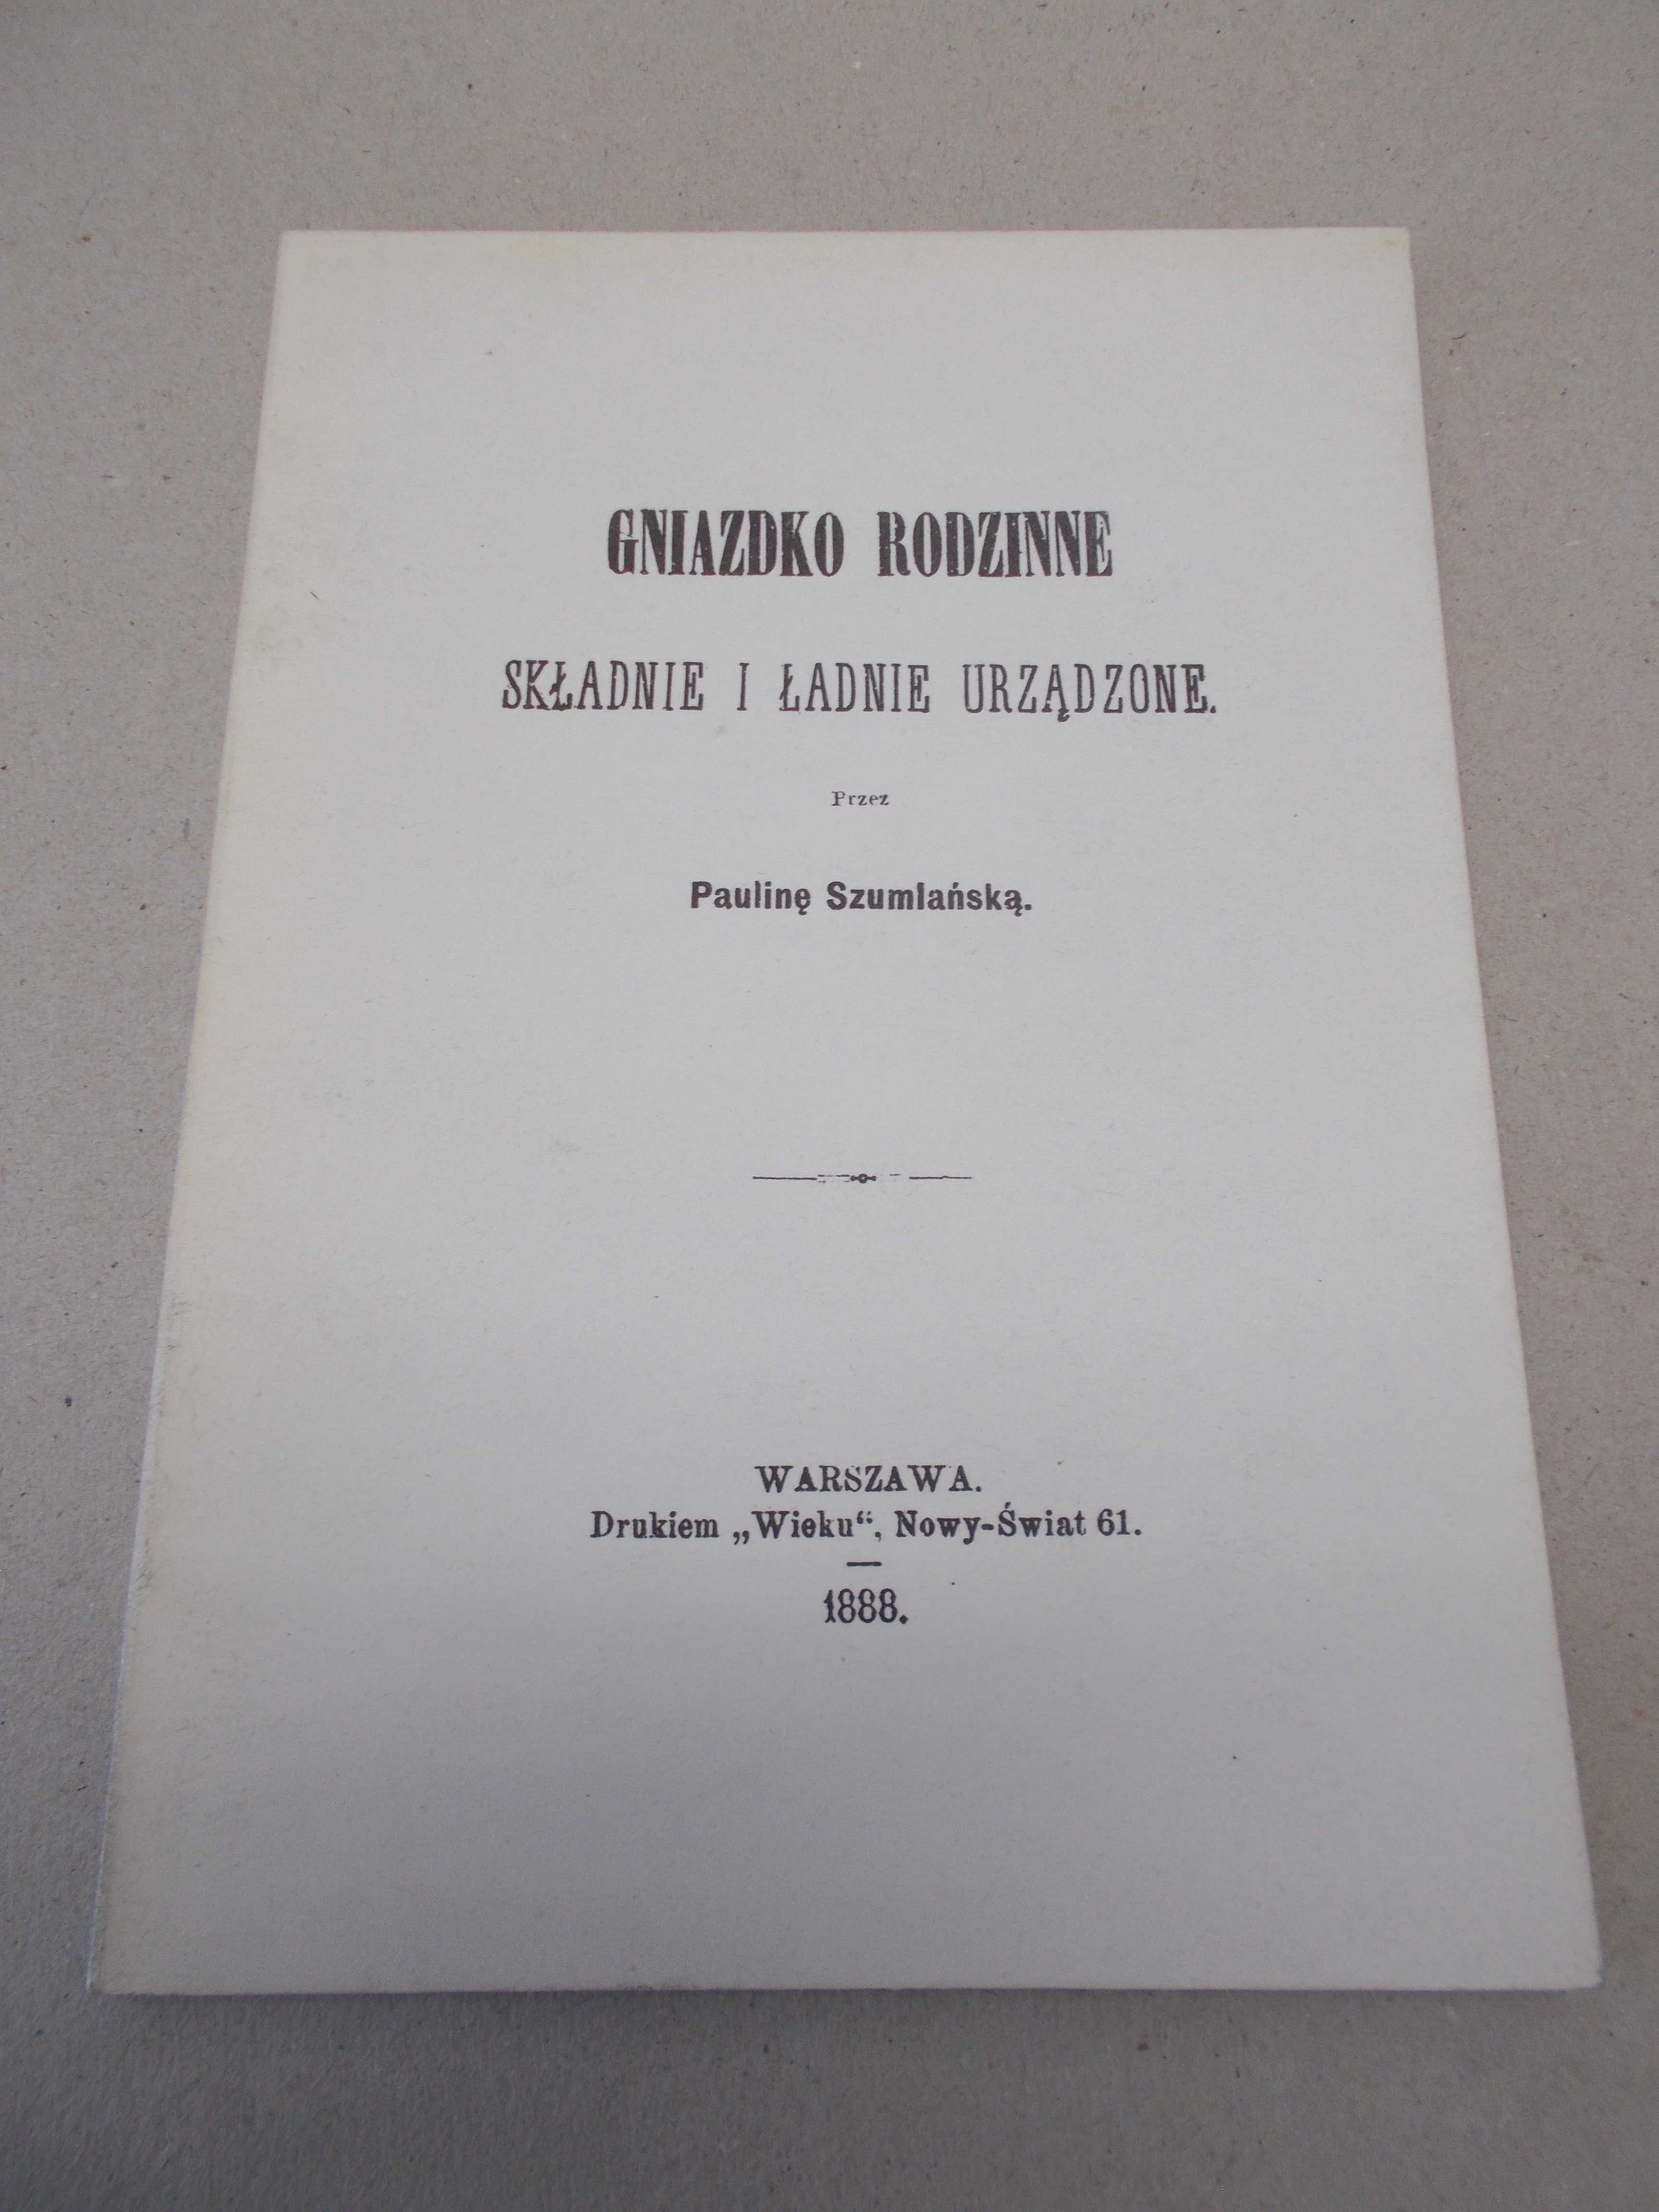 GNIAZDKO RODZINNE
SKŁADNIE I ŁADNIE URZĄDZONE.
Przez
Paulinę Szumlańską.
WARSZAWA.
Drukiem „Wieku“, Nowy-Świat 61.
1888.